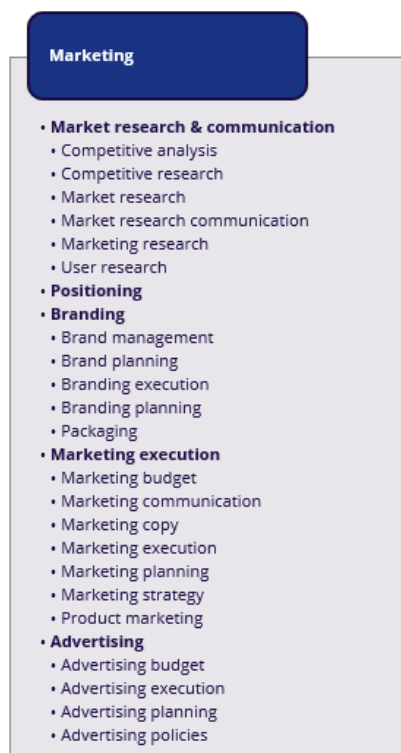 Marketing
• Market research & communication
• Competitive analysis
• Competitive research
• Market research
• Market research communication
• Marketing research
• User research
• Positioning
• Branding
• Brand management
• Brand planning
• Branding execution
• Branding planning
• Packaging
• Marketing execution
• Marketing budget
• Marketing communication
• Marketing copy
• Marketing execution
• Marketing planning
• Marketing strategy
• Product marketing
• Advertising
• Advertising budget
• Advertising execution
• Advertising planning
• Advertising policies